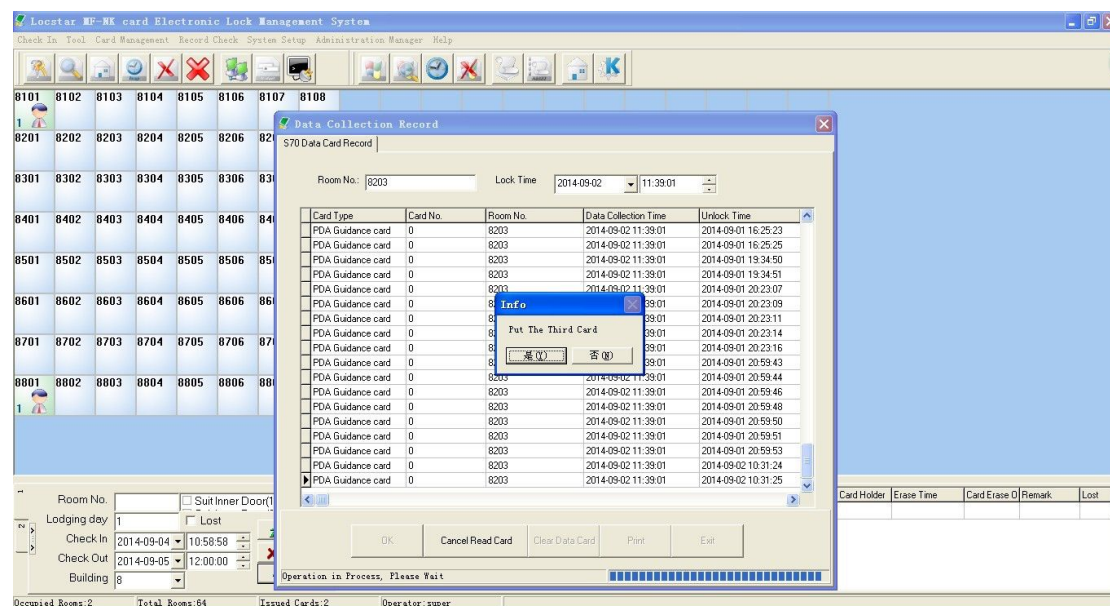 Locstar MF-NK card Electronic Lock Management System
Check In Tool Card Management Record Check System Setup Administration Manager Help
8101 8102 8103 8104 8105 8106 8107 8108
1
8201 8202 8203 8204 8205 8206
8301 8302 8303 8304 8305 8306
8401 8402 8403 8404 8405 8406
8501 8502 8503 8504 8505 8506
8601 8602 8603 8604 8605 8606
8701 8702 8703 8704 8705 8706
8801 8802 8803 8804 8805 8806
1
Data Collection Record
S70 Data Card Record
Room No.: 8203 Lock Time 2014-09-02 11:39:01
Card Type Card No. Room No. Data Collection Time Unlock Time
PDA Guidance card 0 8203 2014-09-02 11:39:01 2014-09-01 16:25:23
PDA Guidance card 0 8203 2014-09-02 11:39:01 2014-09-01 16:25:25
PDA Guidance card 0 8203 2014-09-02 11:39:01 2014-09-01 19:34:50
PDA Guidance card 0 8203 2014-09-02 11:39:01 2014-09-01 19:34:51
PDA Guidance card 0 8203 2014-09-02 11:39:01 2014-09-01 20:23:07
PDA Guidance card 0 39:01 2014-09-01 20:23:09
PDA Guidance card 0 39:01 2014-09-01 20:23:11
PDA Guidance card 0 39:01 2014-09-01 20:23:14
PDA Guidance card 0 39:01 2014-09-01 20:23:16
PDA Guidance card 0 39:01 2014-09-01 20:59:43
PDA Guidance card 0 8203 2014-09-02 11:39:01 2014-09-01 20:59:44
PDA Guidance card 0 8203 2014-09-02 11:39:01 2014-09-01 20:59:46
PDA Guidance card 0 8203 2014-09-02 11:39:01 2014-09-01 20:59:48
PDA Guidance card 0 8203 2014-09-02 11:39:01 2014-09-01 20:59:50
PDA Guidance card 0 8203 2014-09-02 11:39:01 2014-09-01 20:59:51
PDA Guidance card 0 8203 2014-09-02 11:39:01 2014-09-01 20:59:53
PDA Guidance card 0 8203 2014-09-02 11:39:01 2014-09-02 10:31:24
PDA Guidance card 0 8203 2014-09-02 11:39:01 2014-09-02 10:31:25
Info
Put The Third Card
是(Y) 否(N)
OK Cancel Read Card Clear Data Card Print Exit
Operation in Process, Please Wait
1
2
Room No. Suit Inner Door(1
Lodging day 1 Lost
Check In 2014-09-04 10:58:58
Check Out 2014-09-05 12:00:00
Building 8
Card Holder Erase Time Card Erase O Remark Lost
Occupied Rooms:2 Total Rooms:64 Issued Cards:2 Operator:super